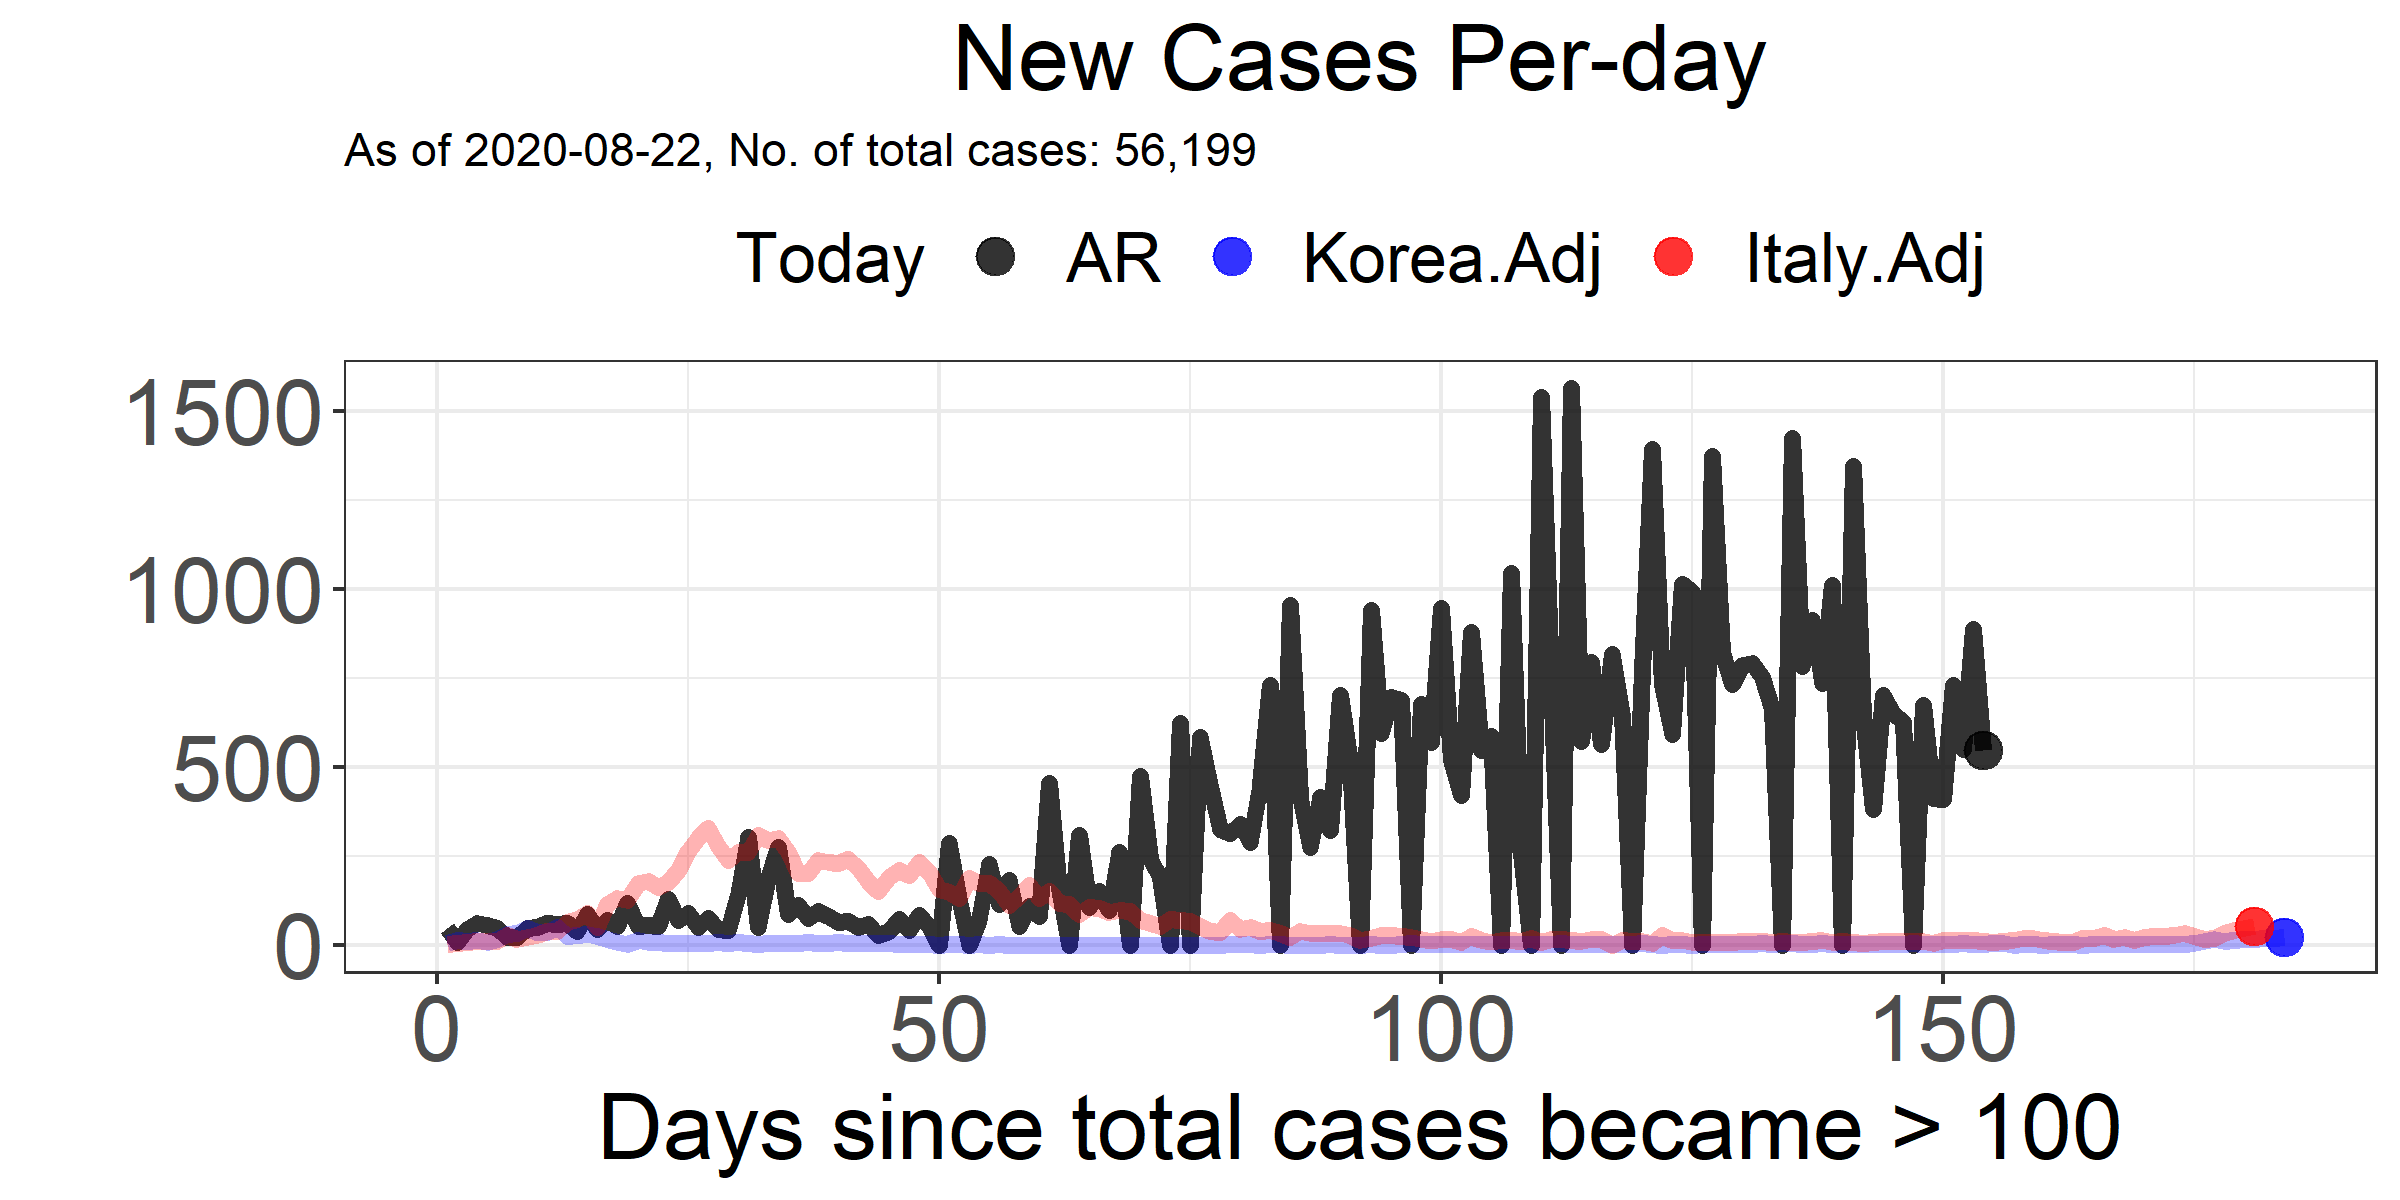 New Cases Per-day
As of 2020-08-22, No. of total cases: 56,199
Today AR Korea.Adj Italy.Adj
1500
1000
500
0
0 50 100 150
Days since total cases became > 100